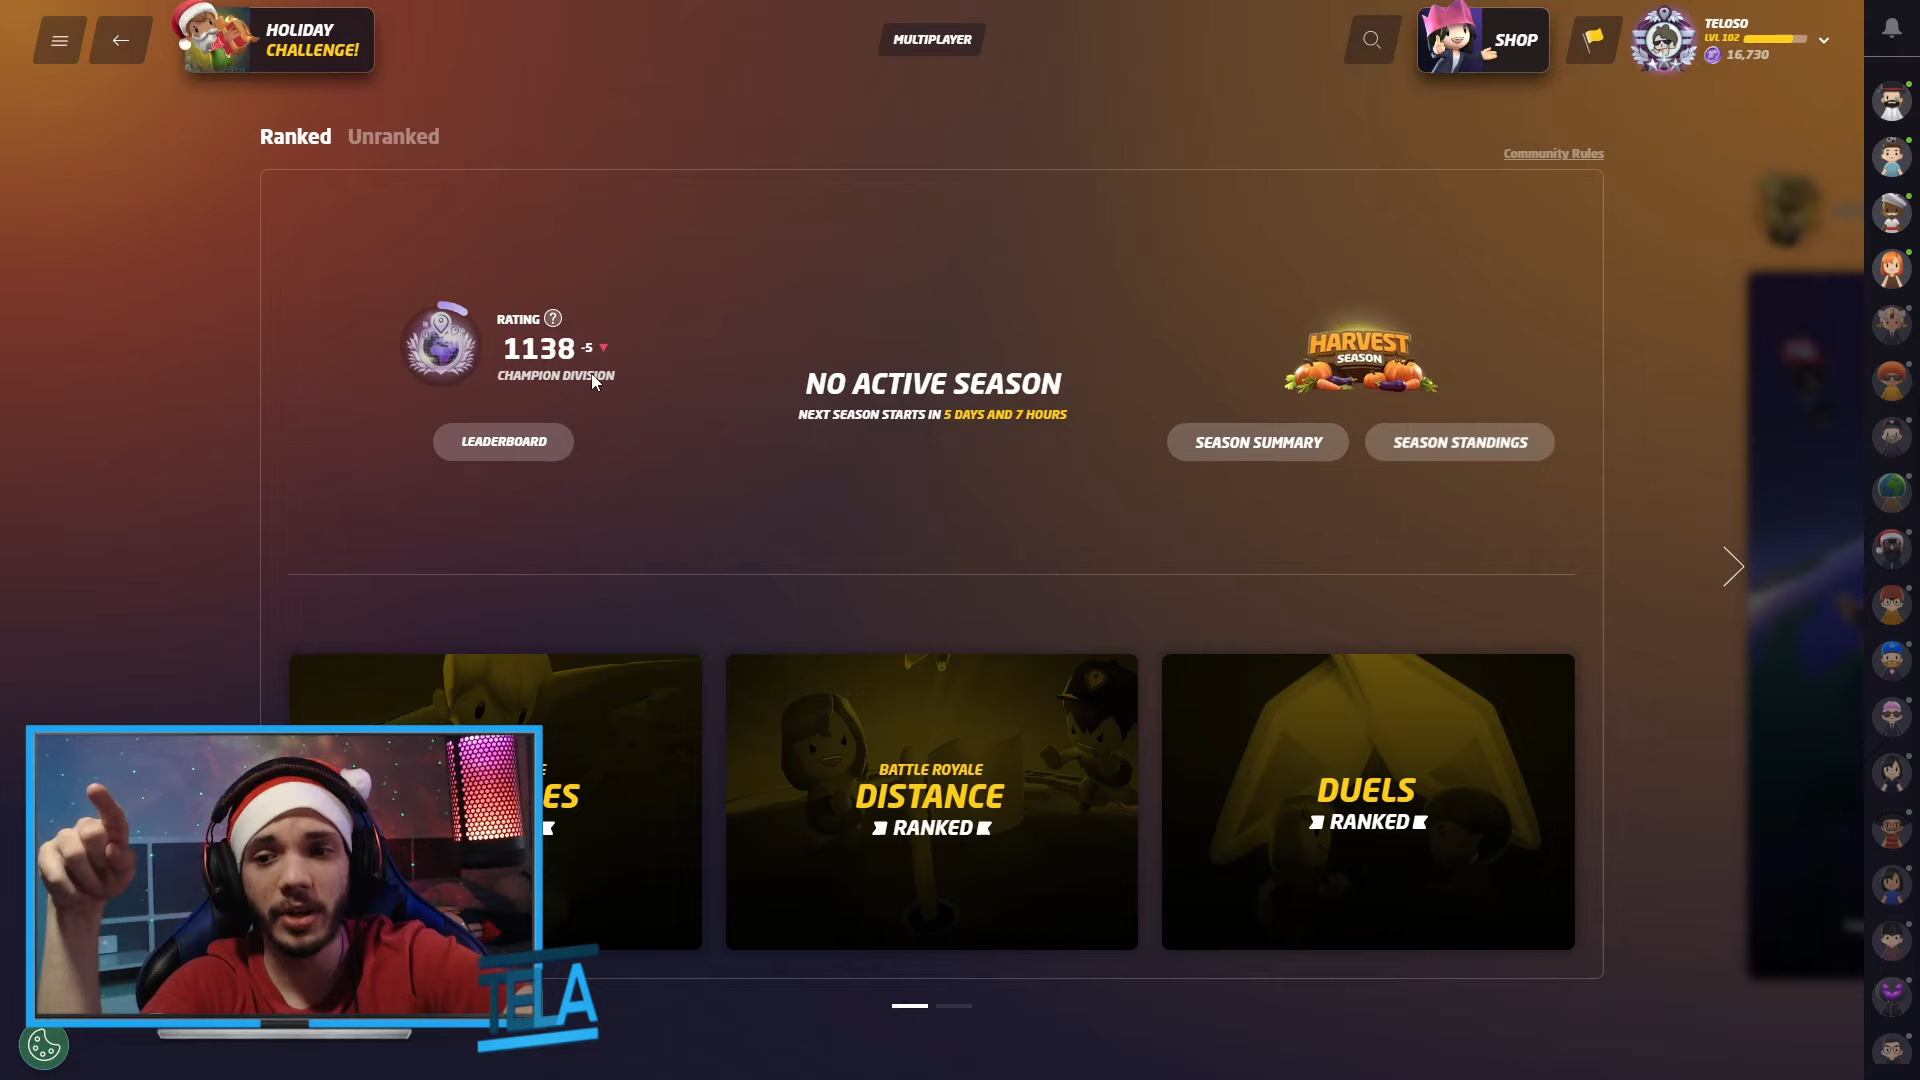 HOLIDAY
CHALLENGE!
MULTIPLAYER
SHOP
TELOSO
LVL 102
16,730
Ranked Unranked
Community Rules
RATING ?
1138 -5
CHAMPION DIVISION
LEADERBOARD
NO ACTIVE SEASON
NEXT SEASON STARTS IN 5 DAYS AND 7 HOURS
HARVEST
SEASON
SEASON SUMMARY
SEASON STANDINGS
BATTLE ROYALE
DISTANCE
RANKED
DUELS
RANKED
TELA